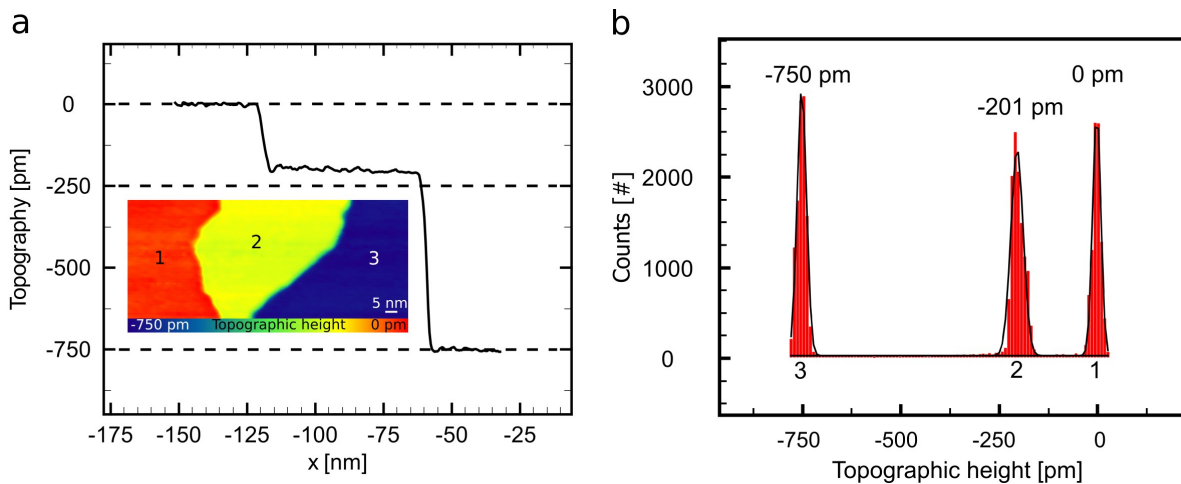 a
Topography [pm]
0
-250
-500
-750
1
2
3
5 nm
-750 pm
Topographic height
0 pm
-175
-150
-125
-100
-75
-50
-25
x [nm]
b
Counts [#]
3000
2000
1000
0
-750 pm
-201 pm
0 pm
3
2
1
-750
-500
-250
0
Topographic height [pm]